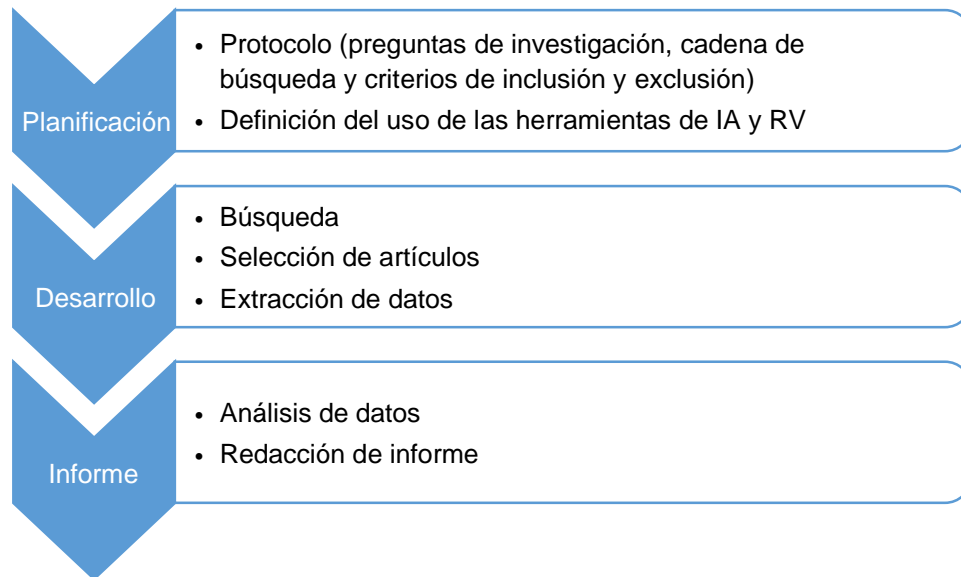 Planificación
• Protocolo (preguntas de investigación, cadena de
búsqueda y criterios de inclusión y exclusión)
• Definición del uso de las herramientas de IA y RV
Desarrollo
• Búsqueda
• Selección de artículos
• Extracción de datos
Informe
• Análisis de datos
• Redacción de informe